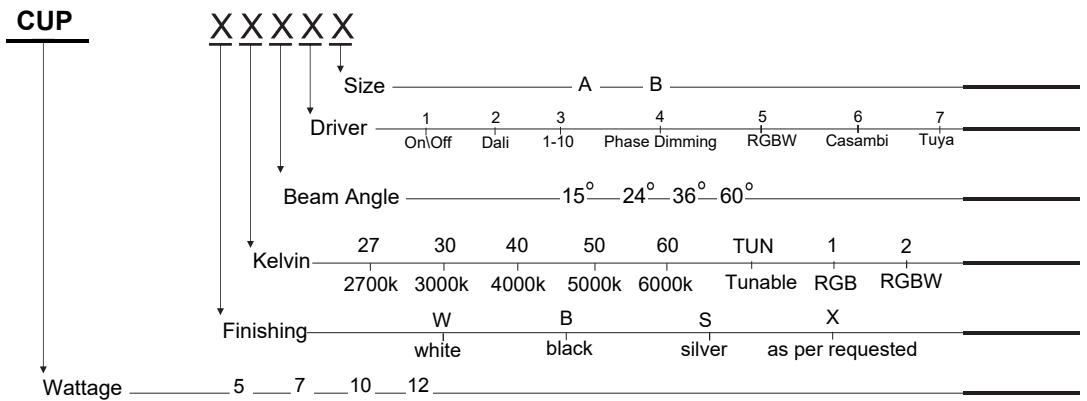 CUP X X X X X
Size A B
1 2 3 4 5 6 7
Driver On\Off Dali 1-10 Phase Dimming RGBW Casambi Tuya
Beam Angle 15° 24° 36° 60°
27 30 40 50 60 TUN 1 2
Kelvin 2700k 3000k 4000k 5000k 6000k Tunable RGB RGBW
W B S X
Finishing white black silver as per requested
Wattage 5 7 10 12